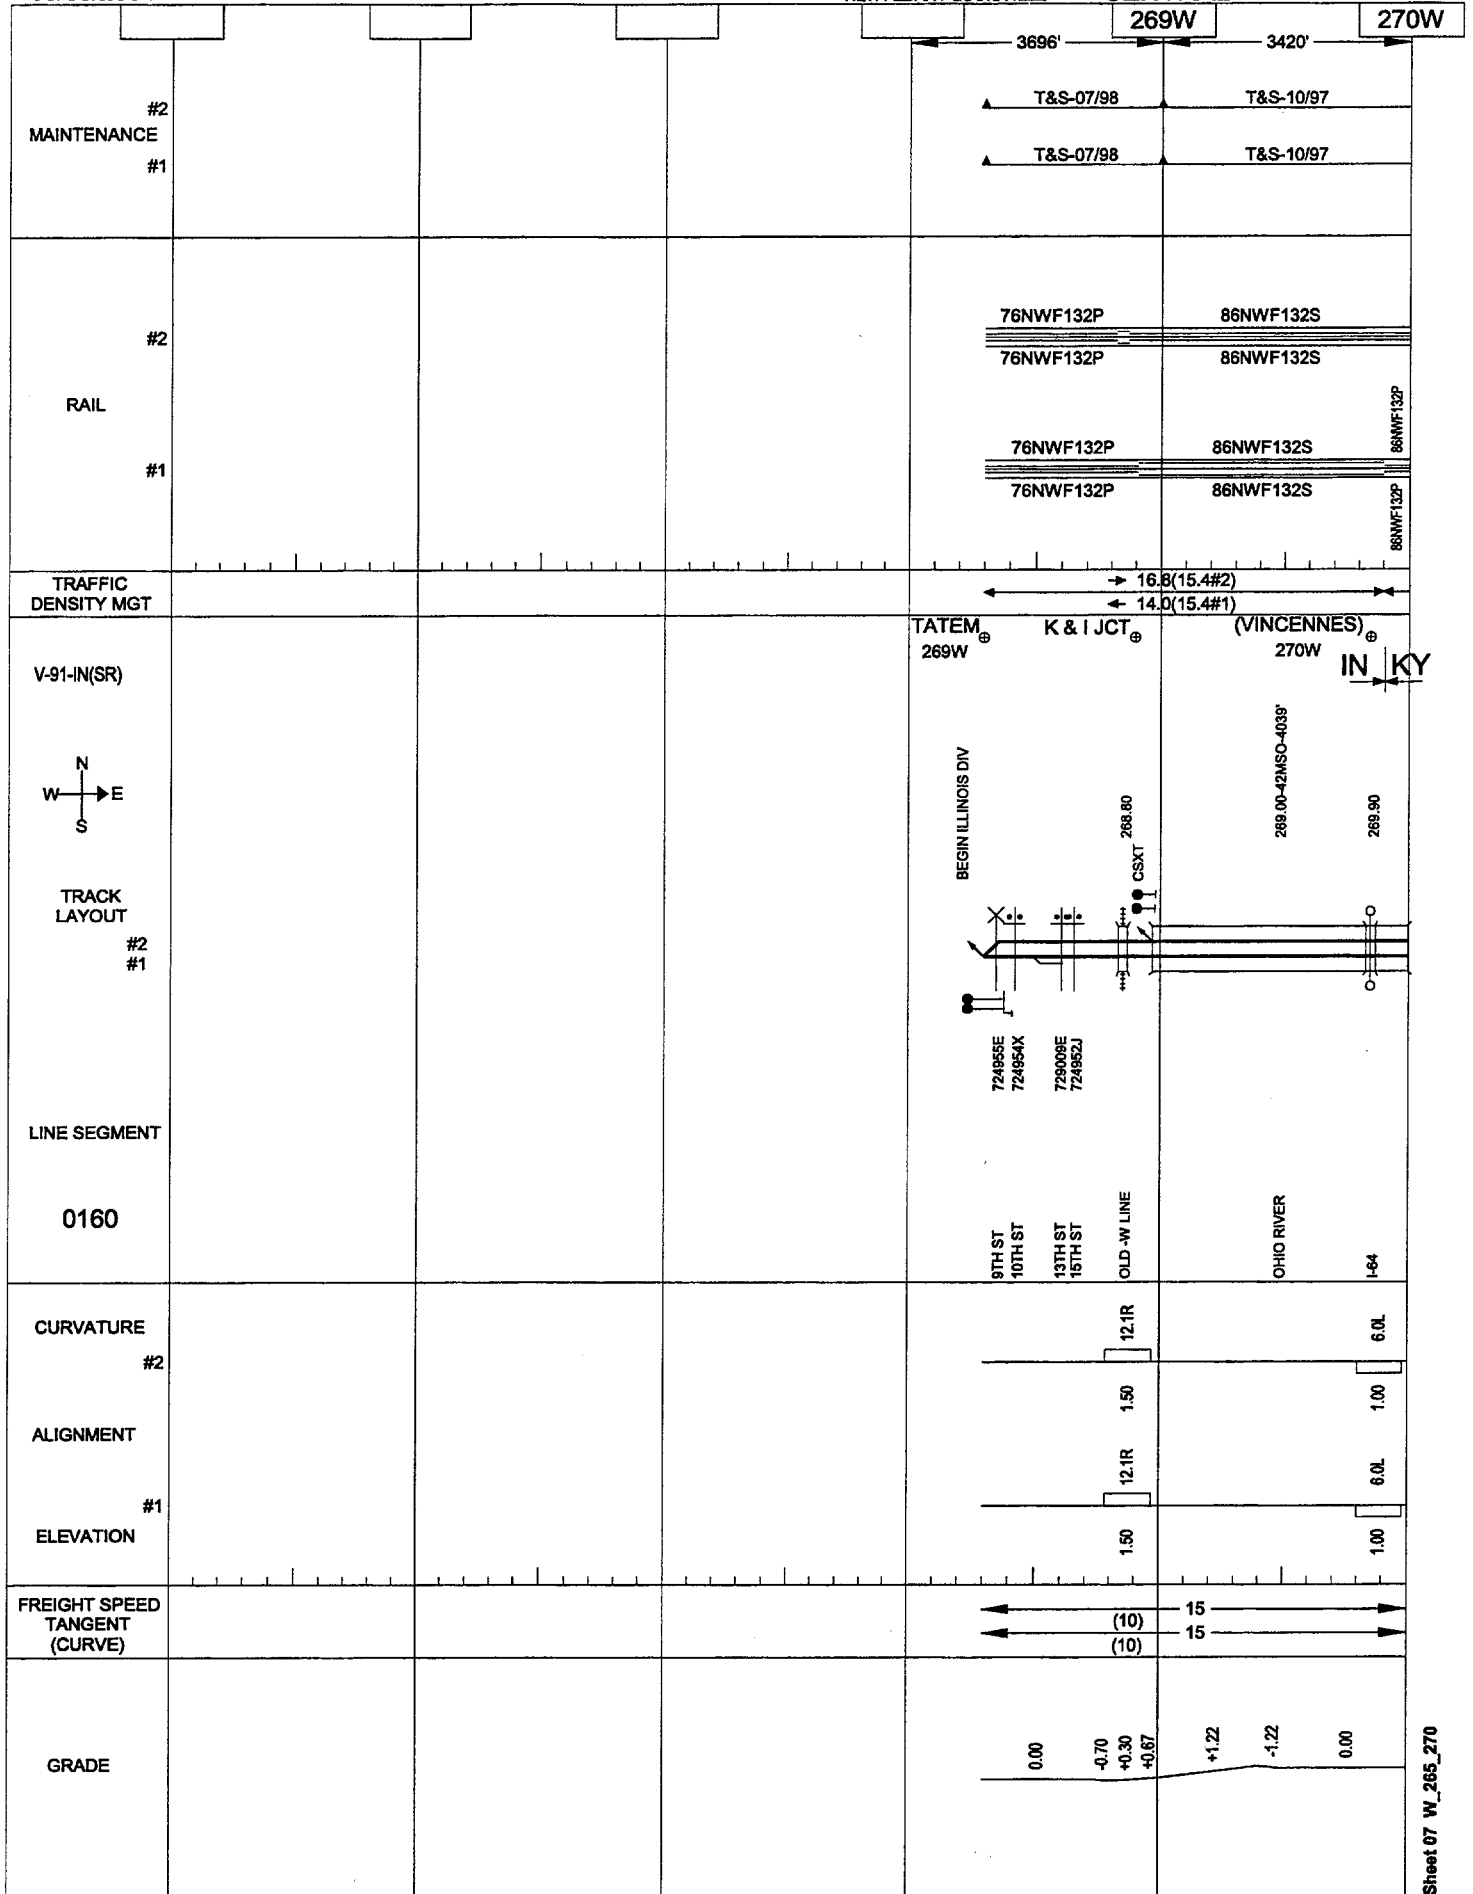 269W 270W
3696' 3420'
#2 T&S-07/98 T&S-10/97
MAINTENANCE
#1 T&S-07/98 T&S-10/97
76NWF132P 86NWF132S
#2
76NWF132P 86NWF132S
RAIL
86NWF132P
76NWF132P 86NWF132S
#1
76NWF132P 86NWF132S
86NWF132P
TRAFFIC
DENSITY MGT
16.8(15.4#2)
14.0(15.4#1)
TATEM K & I JCT (VINCENNES)
269W 270W
IN KY
V-91-IN(SR)
N
W E
S
BEGIN ILLINOIS DIV
268.80
CSXT
269.00-42MSO-4039'
269.90
TRACK
LAYOUT
#2
#1
724955E
724954X
729009E
724952J
LINE SEGMENT
0160
9TH ST
10TH ST
13TH ST
15TH ST
OLD -W LINE
OHIO RIVER
I-64
CURVATURE
12.1R 6.0L
#2
1.50 1.00
ALIGNMENT
12.1R 6.0L
#1
ELEVATION
1.50 1.00
FREIGHT SPEED
TANGENT
(CURVE)
15
(10)
15
(10)
GRADE
0.00
-0.70
+0.30
+0.67
+1.22
-1.22
0.00
Sheet 07 W_265_270